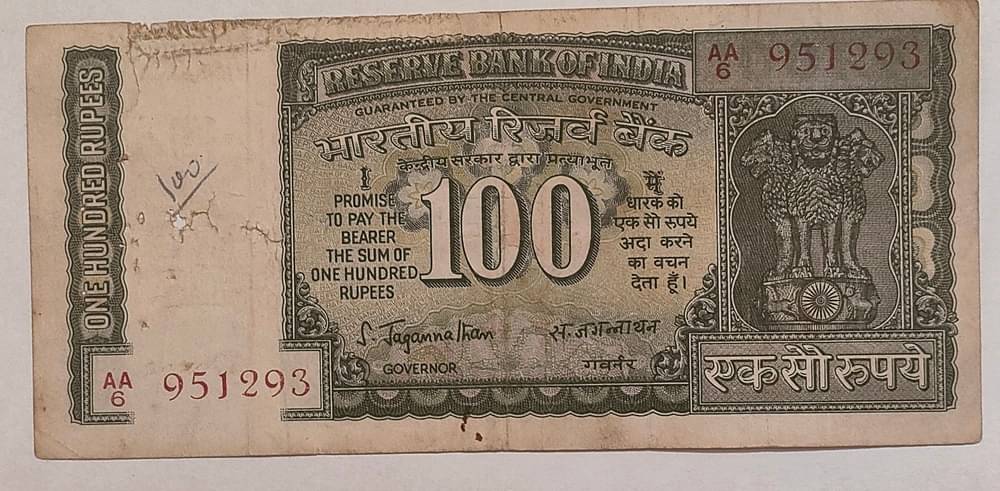 ONE HUNDRED RUPEES
100
RESERVE BANK OF INDIA
GUARANTEED BY THE CENTRAL GOVERNMENT
भारतीय रिज़र्व बैंक
केन्द्रीय सरकार द्वारा प्रत्याभूत
I
PROMISE
TO PAY THE
BEARER
THE SUM OF
ONE HUNDRED
RUPEES
100
मैं
धारक को
एक सौ रुपये
अदा करने
का वचन
देता हूँ।
S. Jagannathan
स. जगन्नाथन
GOVERNOR
गवर्नर
AA
6
951293
AA
6
951293
एक सौ रुपये